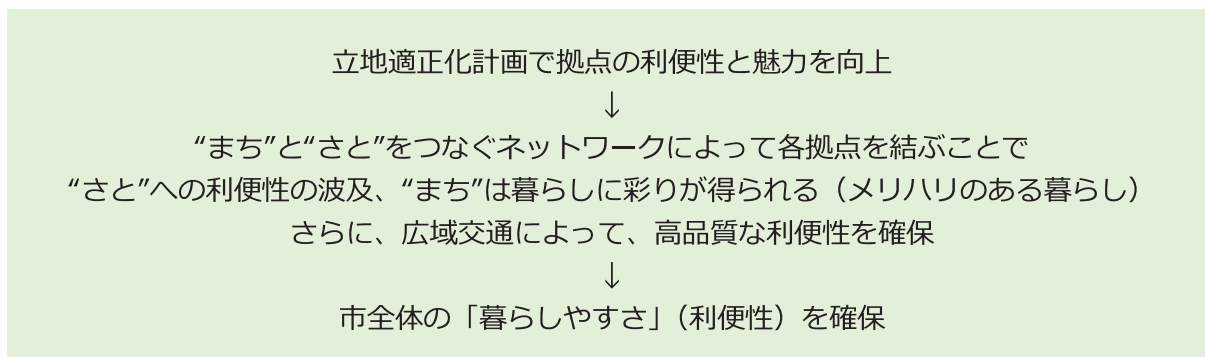 立地適正化計画で拠点の利便性と魅力を向上
↓
“まち”と“さと”をつなぐネットワークによって各拠点を結ぶことで
“さと”への利便性の波及、“まち”は暮らしに彩りが得られる（メリハリのある暮らし）
さらに、広域交通によって、高品質な利便性を確保
↓
市全体の「暮らしやすさ」（利便性）を確保